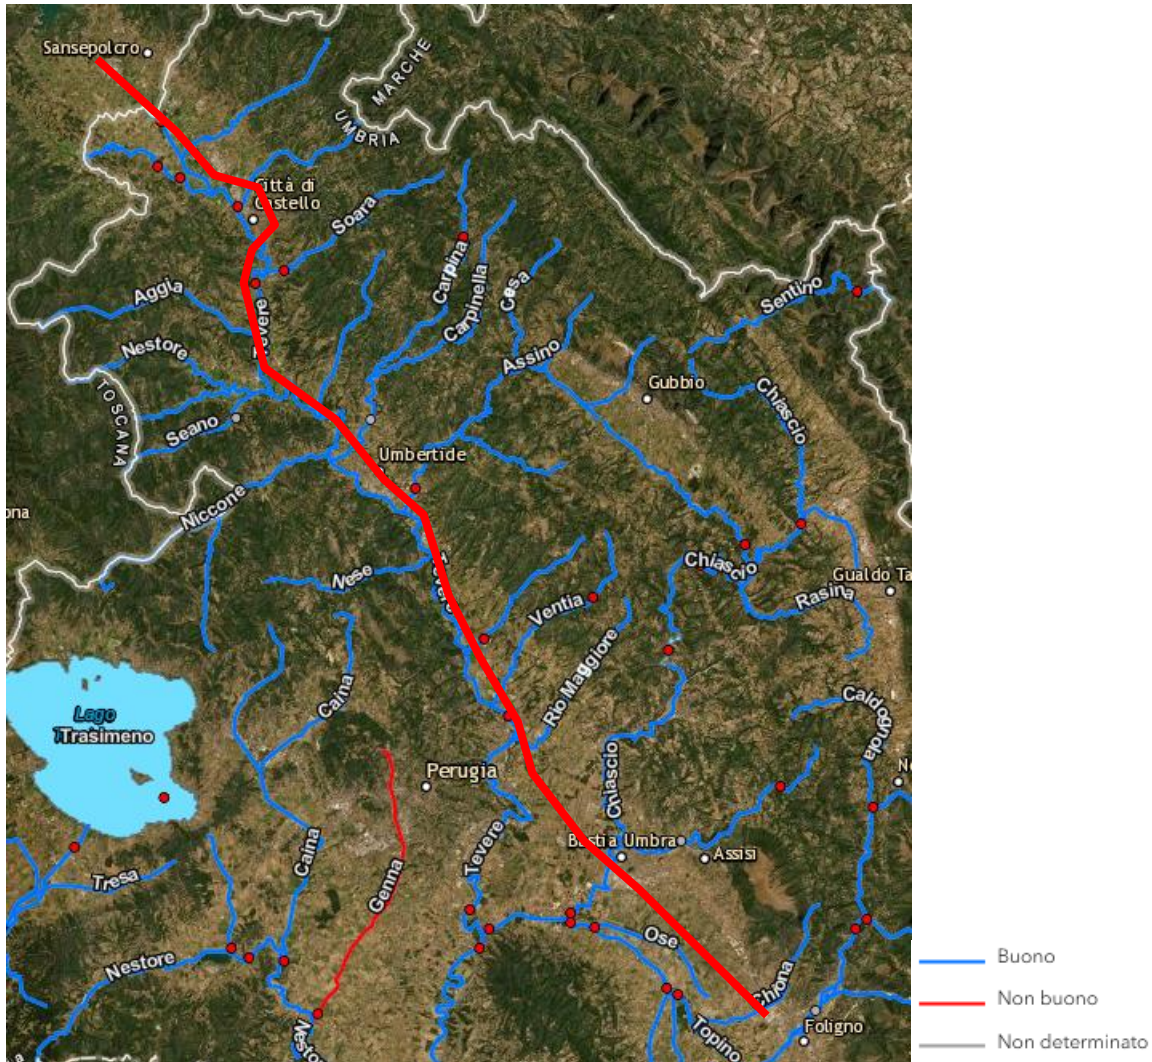 Sansepolcro
MARCHE
UMBRIA
Città di
Castello
Soara
Carpina
Carpinella
Sentino
Aggia
Assino
Nestore
Gubbio
Chiascio
TOSCANA
Seano
Umbertide
Niccone
Chiascio
Gualdo Ta
Nese
Rasina
Ventia
Rio Maggiore
Caina
Lago
Trasimeno
Caldognola
Perugia
Chiascio
Tevere
Bastia Umbra
Assisi
Caina
Tresa
Genna
Ose
Nestore
Chiona
Foligno
Topino
Nesto
Buono
Non buono
Non determinato